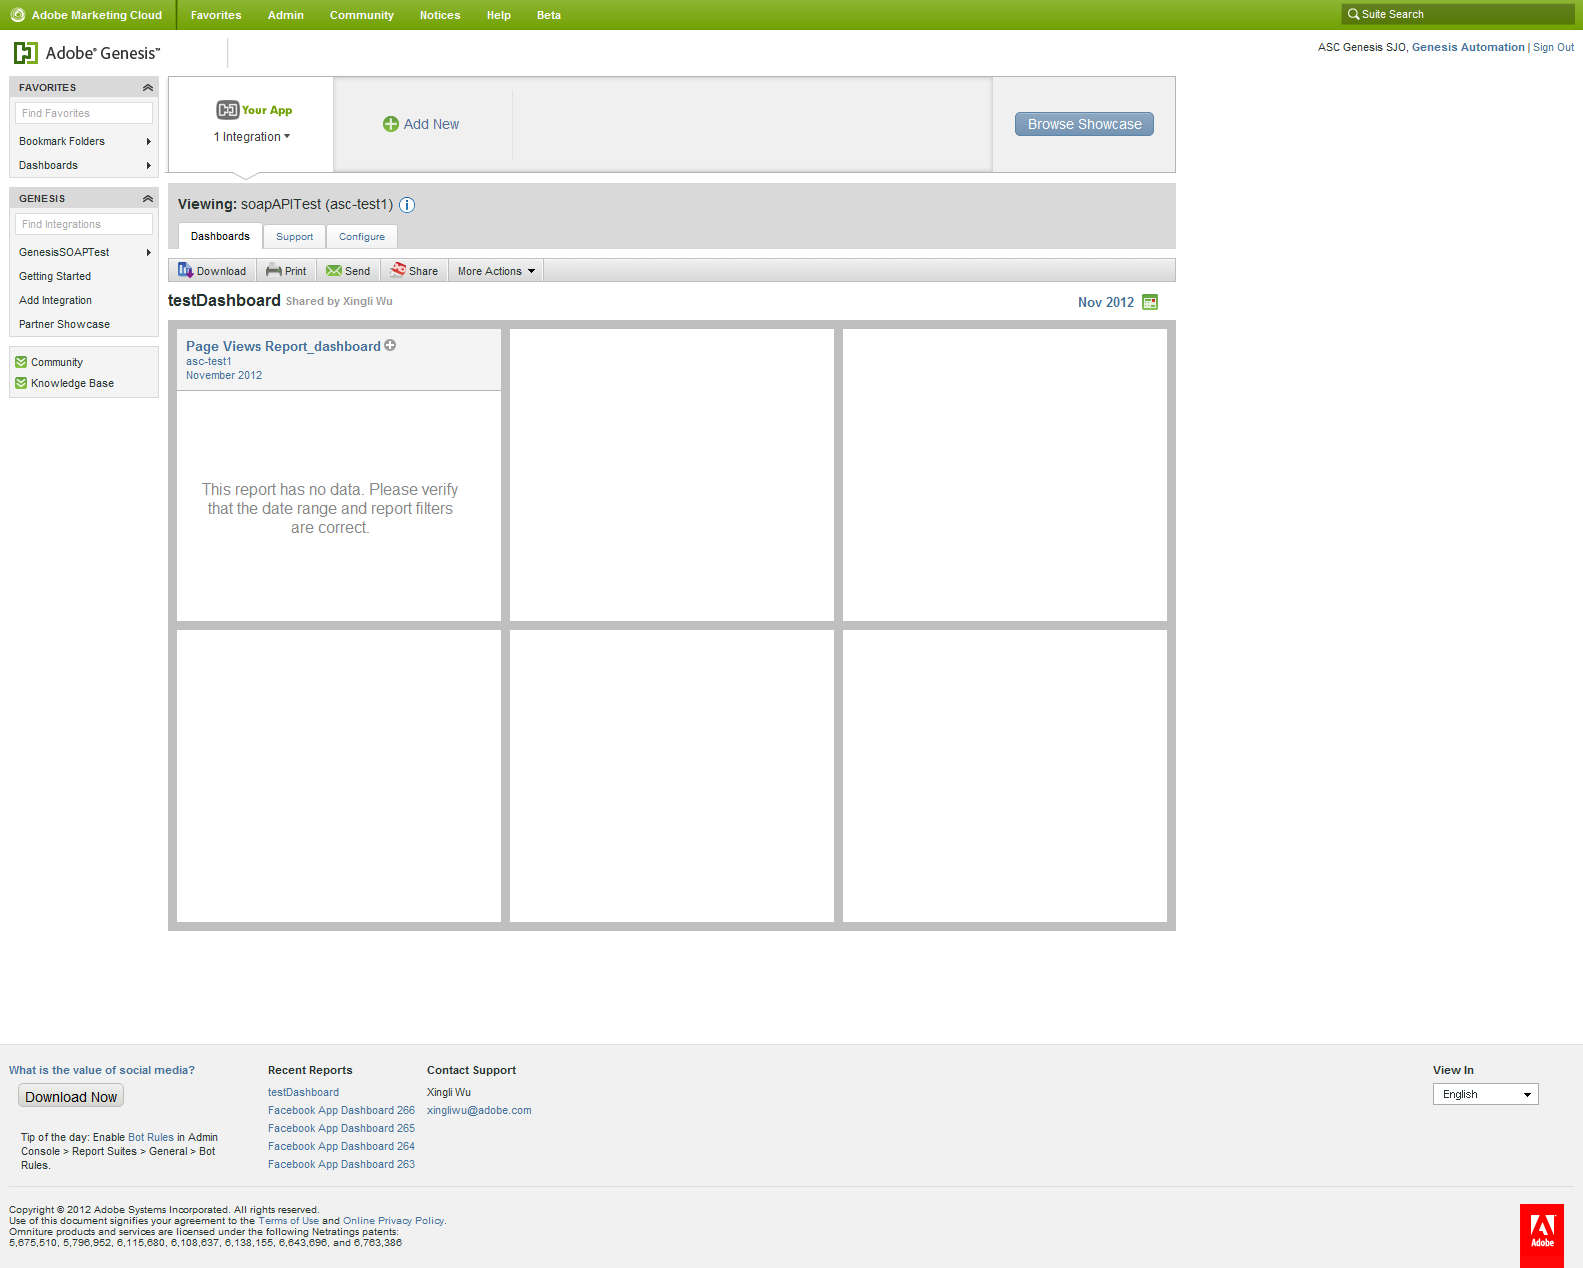 Adobe Marketing Cloud Favorites Admin Community Notices Help Beta Suite Search
Adobe® Genesis™
ASC Genesis SJO, Genesis Automation | Sign Out
FAVORITES
Find Favorites
Bookmark Folders
Dashboards
GENESIS
Find Integrations
GenesisSOAPTest
Getting Started
Add Integration
Partner Showcase
Community
Knowledge Base
Your App
1 Integration
Add New
Browse Showcase
Viewing: soapAPITest (asc-test1)
Dashboards Support Configure
Download Print Send Share More Actions
testDashboard Shared by Xingli Wu
Nov 2012
Page Views Report_dashboard
asc-test1
November 2012
This report has no data. Please verify
that the date range and report filters
are correct.
What is the value of social media?
Download Now
Tip of the day: Enable Bot Rules in Admin
Console > Report Suites > General > Bot
Rules.
Recent Reports
testDashboard
Facebook App Dashboard 266
Facebook App Dashboard 265
Facebook App Dashboard 264
Facebook App Dashboard 263
Contact Support
Xingli Wu
xingliwu@adobe.com
View In
English
Copyright © 2012 Adobe Systems Incorporated. All rights reserved.
Use of this document signifies your agreement to the Terms of Use and Online Privacy Policy.
Omniture products and services are licensed under the following Netratings patents:
5,675,510, 5,796,952, 6,115,680, 6,108,637, 6,138,155, 6,643,696, and 6,763,386
Adobe